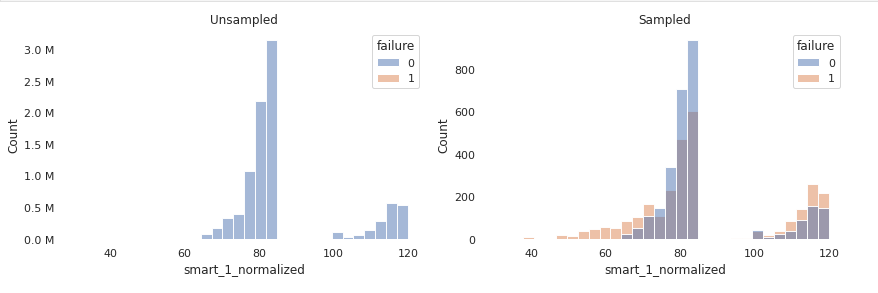 Unsampled
3.0 M
2.5 M
2.0 M
1.5 M
1.0 M
0.5 M
0.0 M
Count
40
60
80
100
120
smart_1_normalized
failure
0
1
Sampled
800
600
400
200
0
Count
40
60
80
100
120
smart_1_normalized
failure
0
1